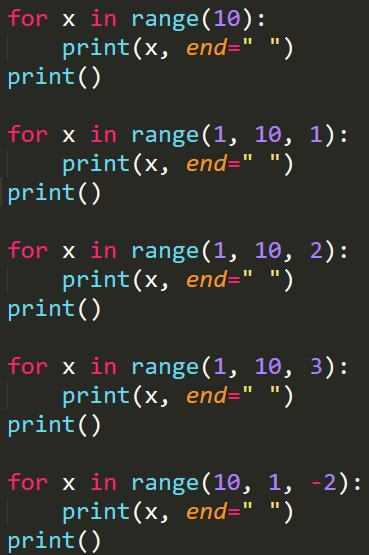 for x in range(10):
    print(x, end=" ")
print()

for x in range(1, 10, 1):
    print(x, end=" ")
print()

for x in range(1, 10, 2):
    print(x, end=" ")
print()

for x in range(1, 10, 3):
    print(x, end=" ")
print()

for x in range(10, 1, -2):
    print(x, end=" ")
print()